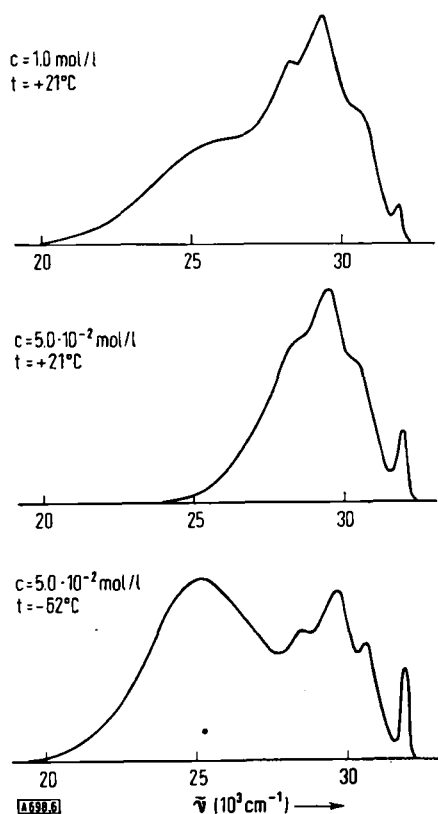 c = 1.0 mol/l
t = +21°C
20 25 30
c = 5.0·10⁻² mol/l
t = +21°C
20 25 30
c = 5.0·10⁻² mol/l
t = −52°C
20 25 30
A698.6 ṽ (10³ cm⁻¹) ⟶